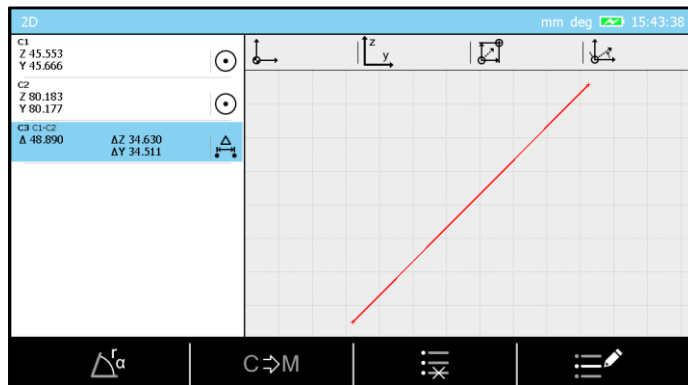 2D
mm deg 15:43:38
C1
Z 45.553
Y 45.666
C2
Z 80.183
Y 80.177
C3 C1-C2
Δ 48.890 ΔZ 34.630
ΔY 34.511
Δ
z
y
r
α
C⇨M